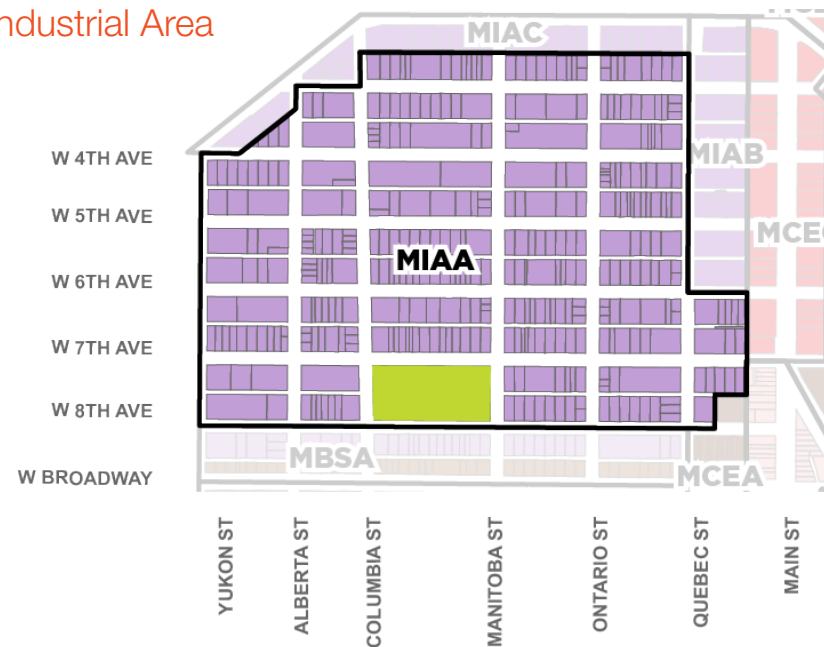 ndustrial Area
MIAC
W 4TH AVE
MIAB
W 5TH AVE
MCE
MIAA
W 6TH AVE
W 7TH AVE
W 8TH AVE
MBSA
W BROADWAY
MCEA
YUKON ST
ALBERTA ST
COLUMBIA ST
MANITOBA ST
ONTARIO ST
QUEBEC ST
MAIN ST